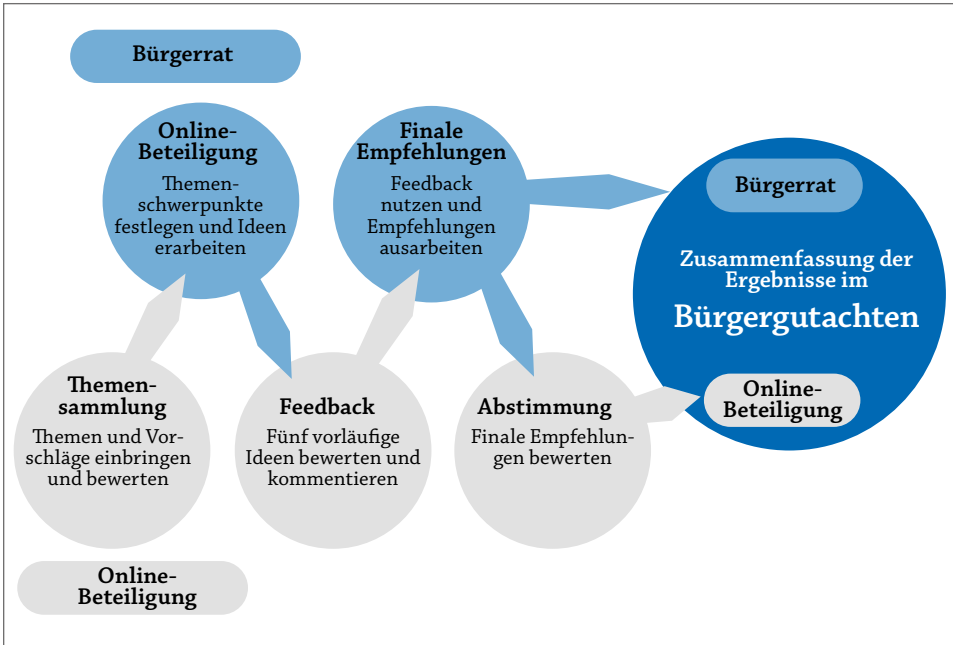 Bürgerrat
Online-
Beteiligung
Themen-
schwerpunkte
festlegen und Ideen
erarbeiten
Finale
Empfehlungen
Feedback
nutzen und
Empfehlungen
ausarbeiten
Bürgerrat
Zusammenfassung der
Ergebnisse im
Bürgergutachten
Online-
Beteiligung
Themen-
sammlung
Themen und Vor-
schläge einbringen
und bewerten
Feedback
Fünf vorläufige
Ideen bewerten und
kommentieren
Abstimmung
Finale Empfehlun-
gen bewerten
Online-
Beteiligung